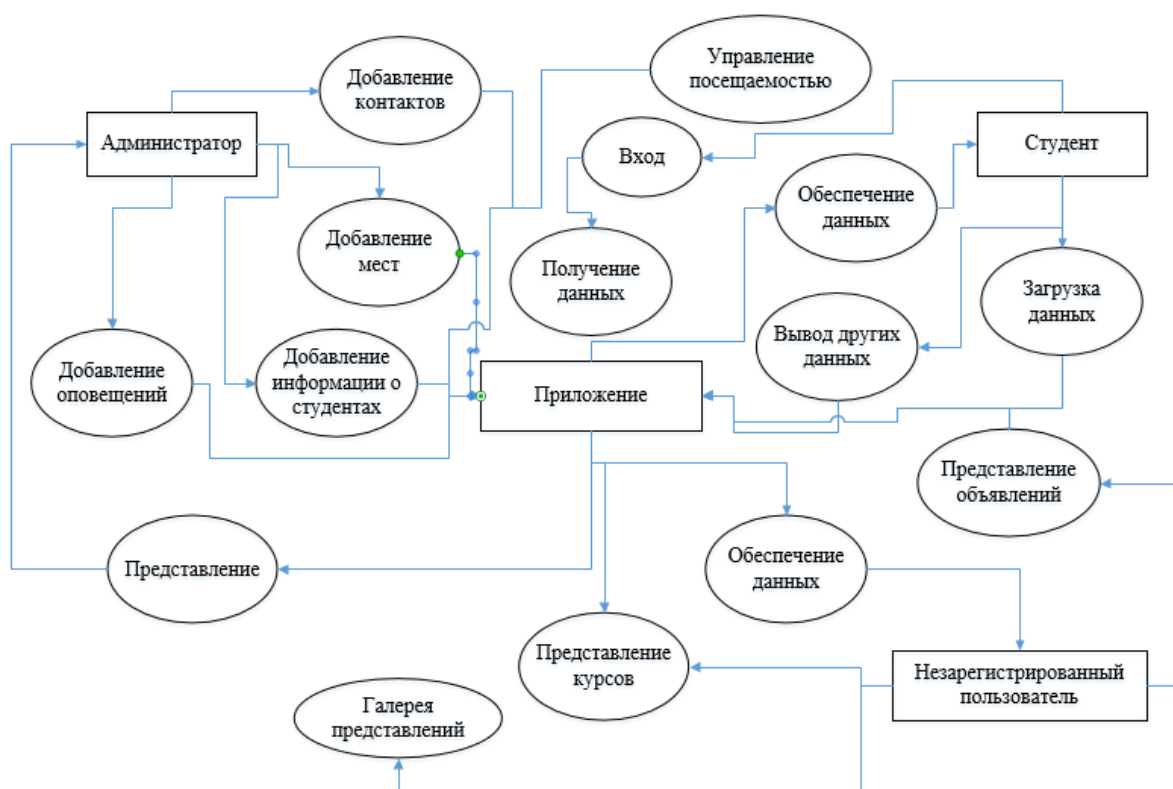 Управление
посещаемостью
Добавление
контактов
Администратор
Студент
Вход
Обеспечение
данных
Добавление
мест
Получение
данных
Загрузка
данных
Вывод других
данных
Добавление
оповещений
Добавление
информации о
студентах
Приложение
Представление
объявлений
Представление
Обеспечение
данных
Представление
курсов
Незарегистрированный
пользователь
Галерея
представлений